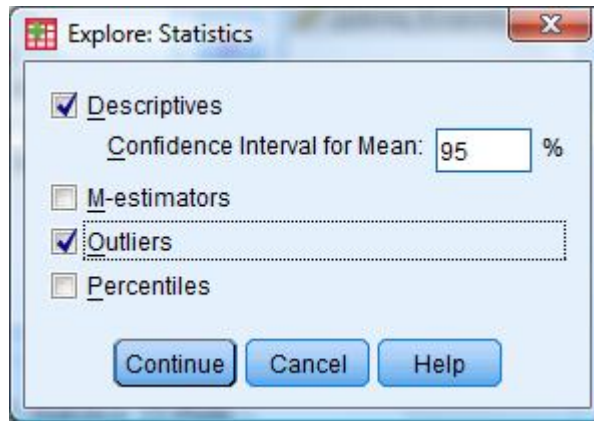 Explore: Statistics
Descriptives
Confidence Interval for Mean: 95 %
M-estimators
Outliers
Percentiles
Continue Cancel Help